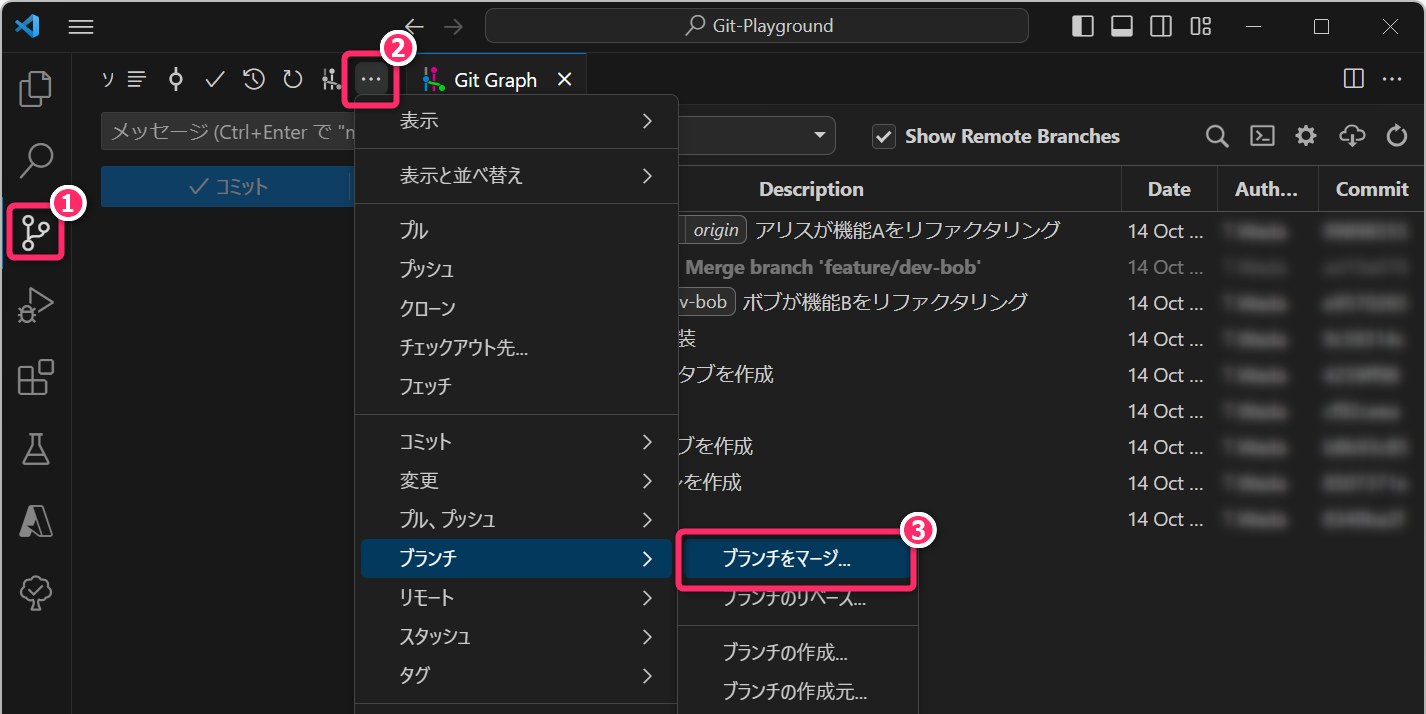 Git-Playground
2
ソ
Git Graph
メッセージ (Ctrl+Enter で "m
コミット
1
表示
表示と並べ替え
プル
プッシュ
クローン
チェックアウト先...
フェッチ
コミット
変更
プル、プッシュ
ブランチ
リモート
スタッシュ
タグ
3
ブランチをマージ...
ブランチのリベース...
ブランチの作成...
ブランチの作成元...
Show Remote Branches
Description Date Auth... Commit
origin アリスが機能Aをリファクタリング 14 Oct ...
Merge branch 'feature/dev-bob' 14 Oct ...
v-bob ボブが機能Bをリファクタリング 14 Oct ...
装 14 Oct ...
タブを作成 14 Oct ...
14 Oct ...
ブを作成 14 Oct ...
を作成 14 Oct ...
14 Oct ...